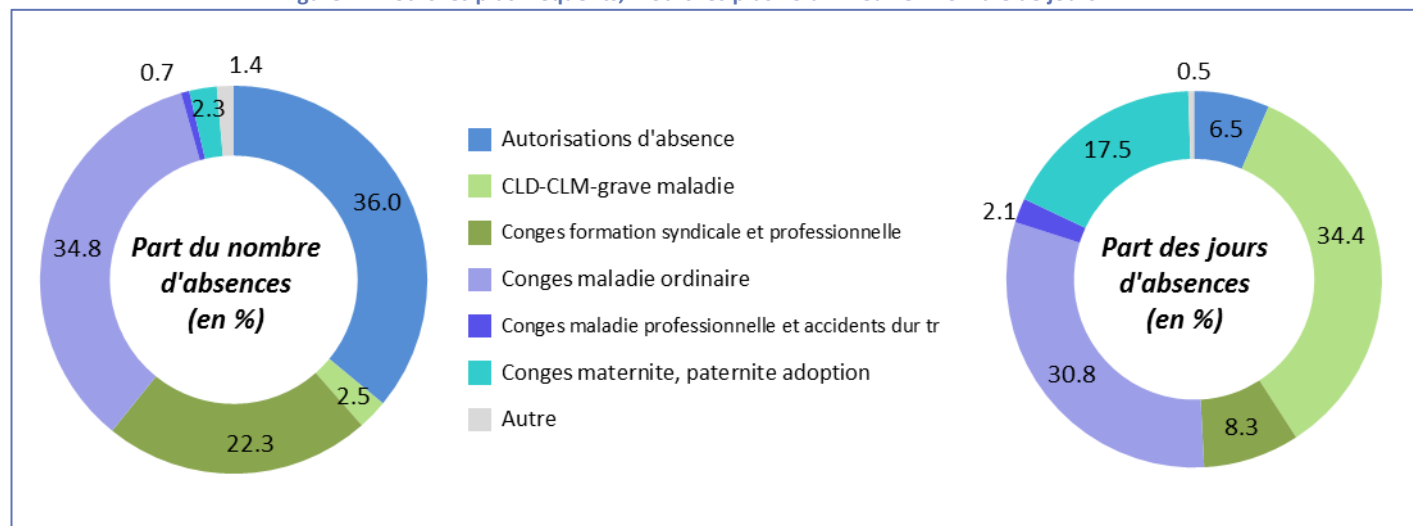 0.7
1.4
2.3
36.0
34.8
2.5
22.3
Part du nombre
d'absences
(en %)
Autorisations d'absence
CLD-CLM-grave maladie
Conges formation syndicale et professionnelle
Conges maladie ordinaire
Conges maladie professionnelle et accidents dur tr
Conges maternite, paternite adoption
Autre
0.5
6.5
17.5
2.1
34.4
30.8
8.3
Part des jours
d'absences
(en %)